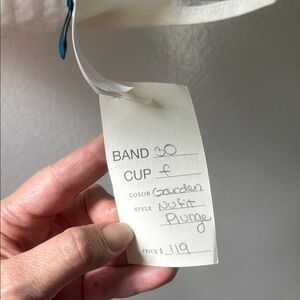 BAND 30
CUP f
COLOR Garden
STYLE Nufit
Plunge
PRICE $ 119